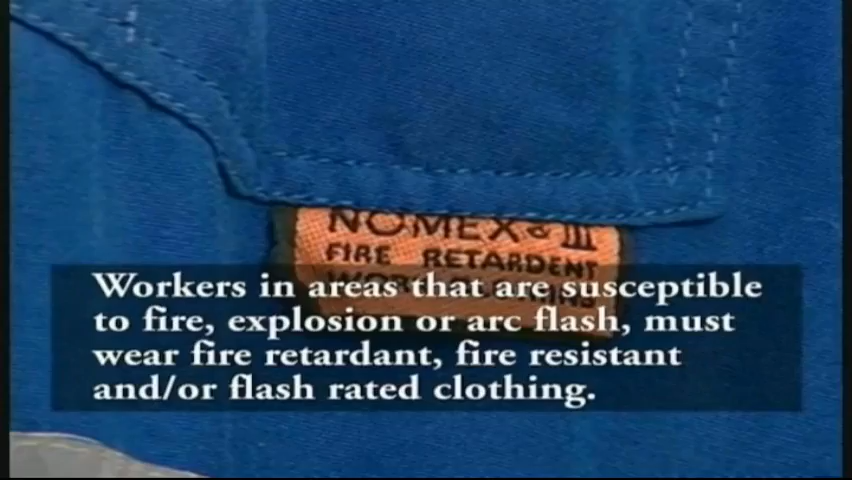 NOMEX® III
FIRE RETARDENT
Workers in areas that are susceptible
to fire, explosion or arc flash, must
wear fire retardant, fire resistant
and/or flash rated clothing.